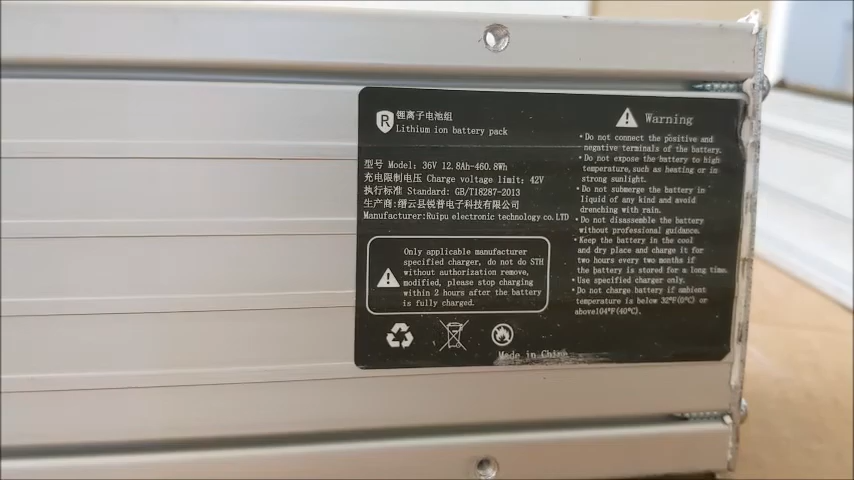 R
锂离子电池组
Lithium ion battery pack
型号 Model: 36V 12.8Ah-460.8Wh
充电限制电压 Charge voltage limit: 42V
执行标准 Standard: GB/T18287-2013
生产商:缙云县锐普电子科技有限公司
Manufacturer:Ruipu electronic technology co.LTD
Only applicable manufacturer
specified charger, do not do STH
without authorization remove,
modified, please stop charging
within 2 hours after the battery
is fully charged.
Warning
•Do not connect the positive and
negative terminals of the battery.
•Do not expose the battery to high
temperature, such as heating or in
strong sunlight.
•Do not submerge the battery in
liquid of any kind and avoid
drenching with rain.
•Do not disassemble the battery
without professional guidance.
•Keep the battery in the cool
and dry place and charge it for
two hours every two months if
the battery is stored for a long time.
•Use specified charger only.
•Do not charge battery if ambient
temperature is below 32°F(0℃) or
above104°F(40℃).
Made in China